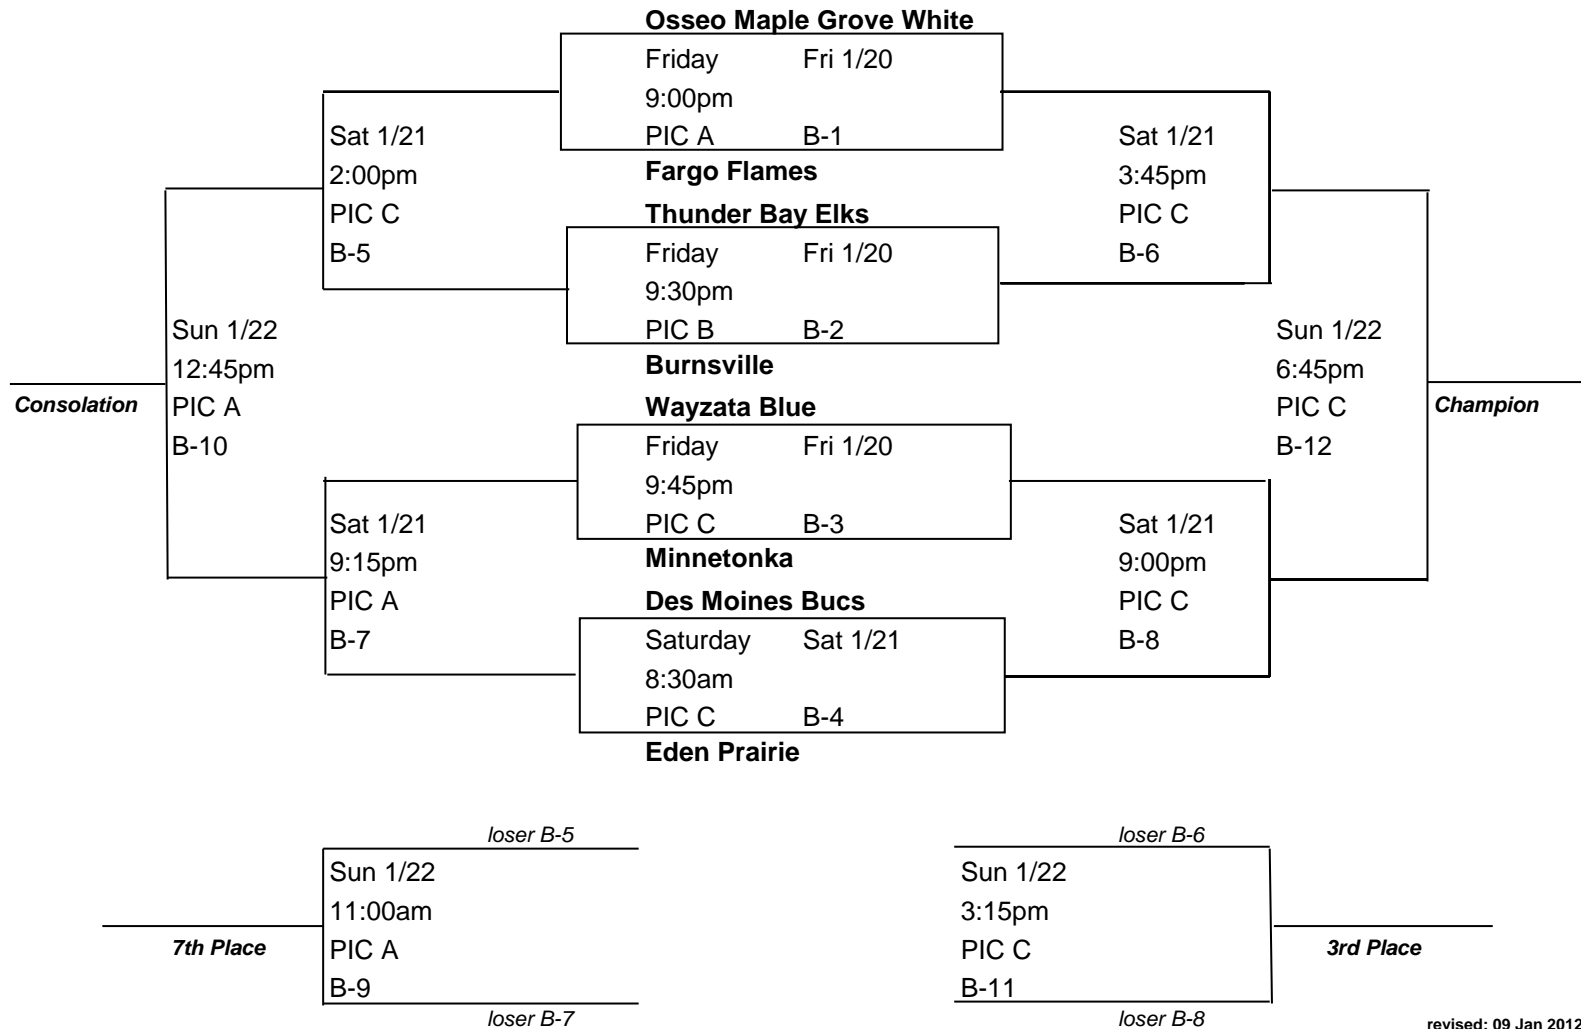 Osseo Maple Grove White
Friday Fri 1/20
9:00pm
PIC A B-1
Fargo Flames
Sat 1/21
2:00pm
PIC C
B-5
Sat 1/21
3:45pm
PIC C
B-6
Thunder Bay Elks
Friday Fri 1/20
9:30pm
PIC B B-2
Burnsville
Sun 1/22
12:45pm
PIC A
B-10
Consolation
Sun 1/22
6:45pm
PIC C
B-12
Champion
Wayzata Blue
Friday Fri 1/20
9:45pm
PIC C B-3
Minnetonka
Sat 1/21
9:15pm
PIC A
B-7
Sat 1/21
9:00pm
PIC C
B-8
Des Moines Bucs
Saturday Sat 1/21
8:30am
PIC C B-4
Eden Prairie
loser B-5
Sun 1/22
11:00am
PIC A
B-9
7th Place
loser B-7
loser B-6
Sun 1/22
3:15pm
PIC C
B-11
3rd Place
loser B-8
revised: 09 Jan 2012